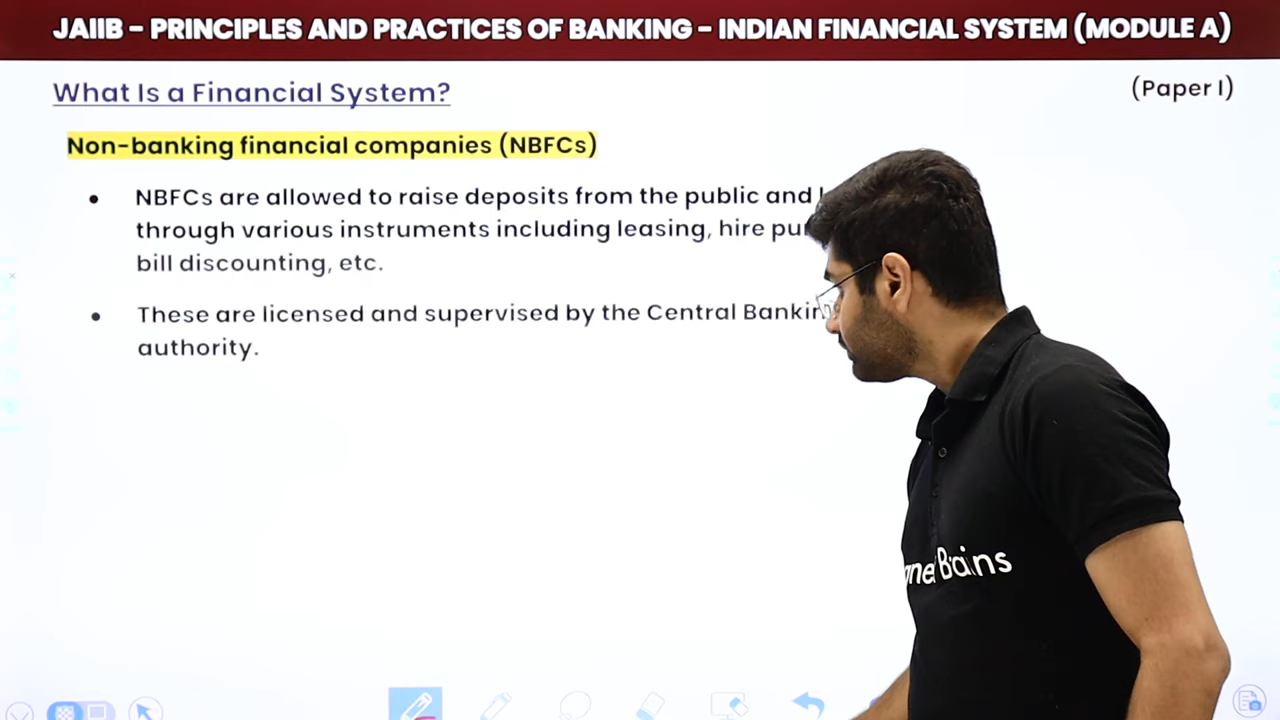 JAIIB – PRINCIPLES AND PRACTICES OF BANKING – INDIAN FINANCIAL SYSTEM (MODULE A)
What Is a Financial System?
(Paper I)
Non-banking financial companies (NBFCs)
• NBFCs are allowed to raise deposits from the public and
through various instruments including leasing, hire
bill discounting, etc.
• These are licensed and supervised by the Central
authority.
Brains